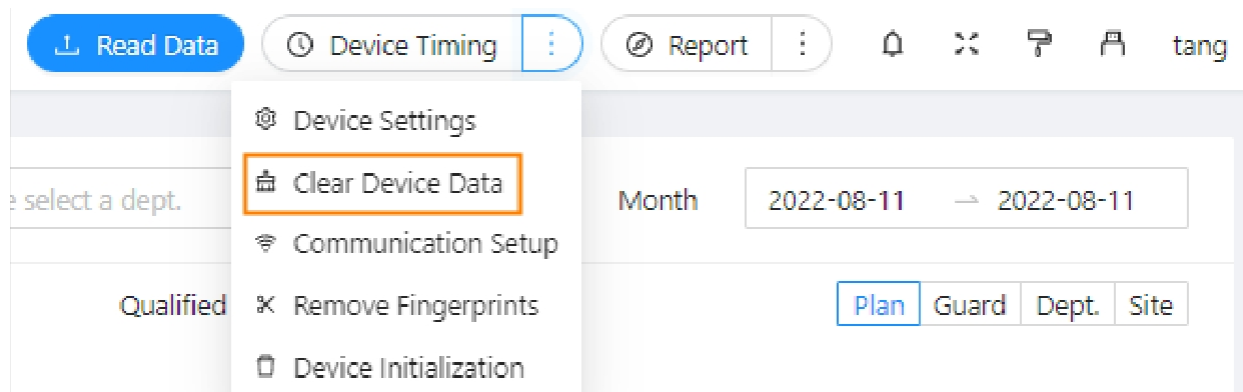 Read Data Device Timing Report tang
Device Settings
e select a dept. Clear Device Data Month 2022-08-11 → 2022-08-11
Communication Setup
Qualified Remove Fingerprints Plan Guard Dept. Site
Device Initialization